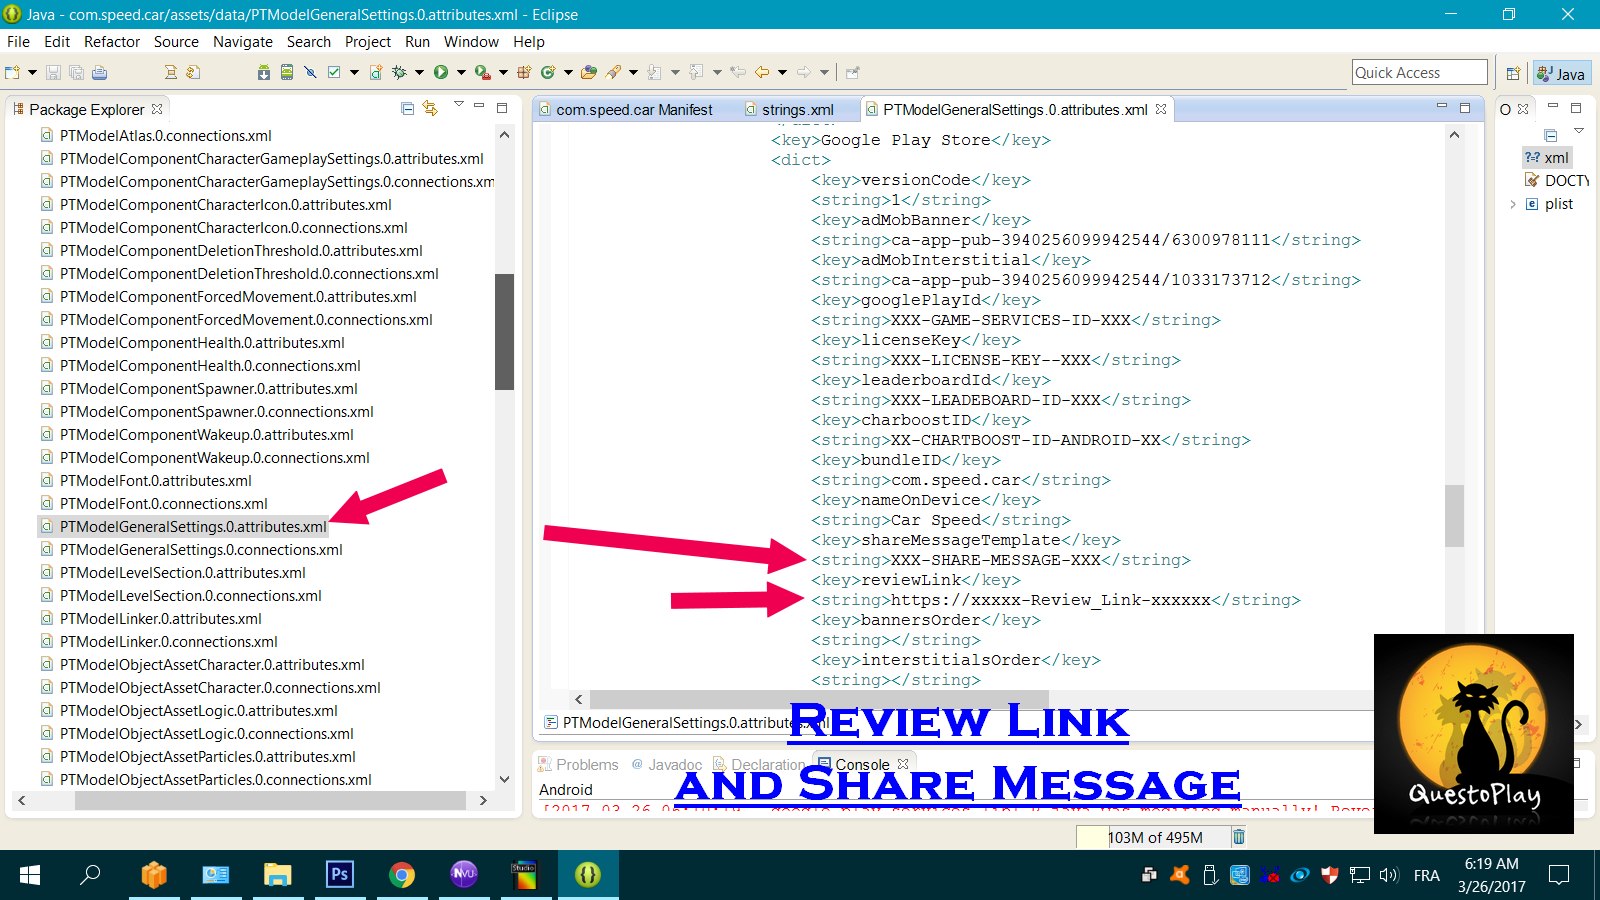 Java - com.speed.car/assets/data/PTModelGeneralSettings.0.attributes.xml - Eclipse
File Edit Refactor Source Navigate Search Project Run Window Help
Quick Access
Java
Package Explorer
PTModelAtlas.0.connections.xml
PTModelComponentCharacterGameplaySettings.0.attributes.xml
PTModelComponentCharacterGameplaySettings.0.connections.xm
PTModelComponentCharacterIcon.0.attributes.xml
PTModelComponentCharacterIcon.0.connections.xml
PTModelComponentDeletionThreshold.0.attributes.xml
PTModelComponentDeletionThreshold.0.connections.xml
PTModelComponentForcedMovement.0.attributes.xml
PTModelComponentForcedMovement.0.connections.xml
PTModelComponentHealth.0.attributes.xml
PTModelComponentHealth.0.connections.xml
PTModelComponentSpawner.0.attributes.xml
PTModelComponentSpawner.0.connections.xml
PTModelComponentWakeup.0.attributes.xml
PTModelComponentWakeup.0.connections.xml
PTModelFont.0.attributes.xml
PTModelFont.0.connections.xml
PTModelGeneralSettings.0.attributes.xml
PTModelGeneralSettings.0.connections.xml
PTModelLevelSection.0.attributes.xml
PTModelLevelSection.0.connections.xml
PTModelLinker.0.attributes.xml
PTModelLinker.0.connections.xml
PTModelObjectAssetCharacter.0.attributes.xml
PTModelObjectAssetCharacter.0.connections.xml
PTModelObjectAssetLogic.0.attributes.xml
PTModelObjectAssetLogic.0.connections.xml
PTModelObjectAssetParticles.0.attributes.xml
PTModelObjectAssetParticles.0.connections.xml
com.speed.car Manifest strings.xml PTModelGeneralSettings.0.attributes.xml
<key>Google Play Store</key>
<dict>
<key>versionCode</key>
<string>1</string>
<key>adMobBanner</key>
<string>ca-app-pub-3940256099942544/6300978111</string>
<key>adMobInterstitial</key>
<string>ca-app-pub-3940256099942544/1033173712</string>
<key>googlePlayId</key>
<string>XXX-GAME-SERVICES-ID-XXX</string>
<key>licenseKey</key>
<string>XXX-LICENSE-KEY--XXX</string>
<key>leaderboardId</key>
<string>XXX-LEADEBOARD-ID-XXX</string>
<key>charboostID</key>
<string>XX-CHARTBOOST-ID-ANDROID-XX</string>
<key>bundleID</key>
<string>com.speed.car</string>
<key>nameOnDevice</key>
<string>Car Speed</string>
<key>shareMessageTemplate</key>
<string>XXX-SHARE-MESSAGE-XXX</string>
<key>reviewLink</key>
<string>https://xxxxx-Review_Link-xxxxxx</string>
<key>bannersOrder</key>
<string></string>
<key>interstitialsOrder</key>
<string></string>
PTModelGeneralSettings.0.attributes.xml
O
xml
DOCTY
plist
Review Link
and Share Message
Problems Javadoc Declaration Console
Android
QuestoPlay
103M of 495M
Ps
NVU
Studio
FR
6:19 AM
3/26/2017